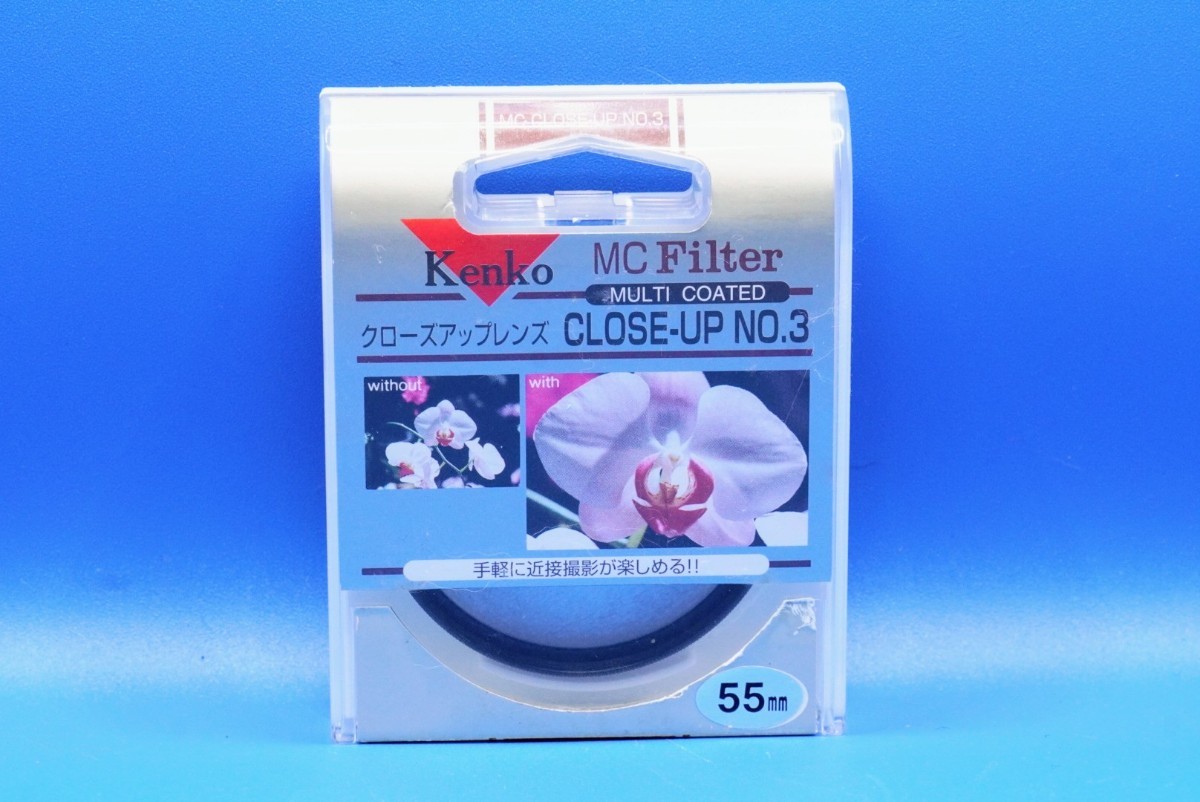 MC CLOSE-UP NO.3
Kenko
MC Filter
MULTI COATED
クローズアップレンズ CLOSE-UP NO.3
without
with
手軽に近接撮影が楽しめる!!
55mm